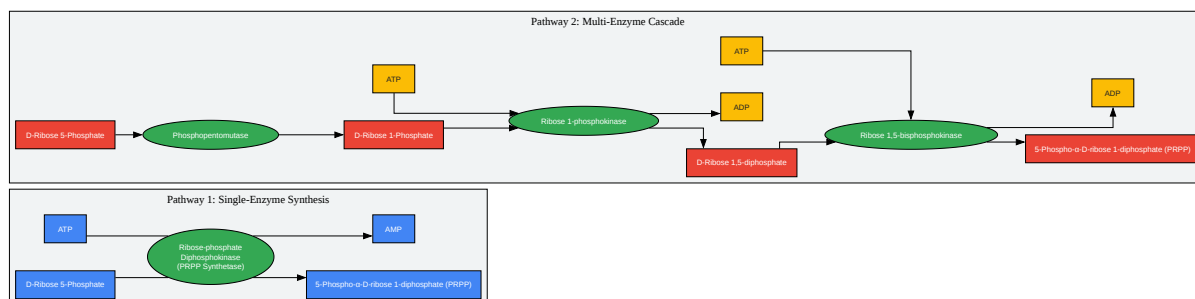 Pathway 2: Multi-Enzyme Cascade
ATP
ATP
ADP
ADP
D-Ribose 5-Phosphate
Phosphopentomutase
D-Ribose 1-Phosphate
Ribose 1-phosphokinase
D-Ribose 1,5-diphosphate
Ribose 1,5-bisphosphokinase
5-Phospho-α-D-ribose 1-diphosphate (PRPP)
Pathway 1: Single-Enzyme Synthesis
ATP
AMP
Ribose-phosphate
Diphosphokinase
(PRPP Synthetase)
D-Ribose 5-Phosphate
5-Phospho-α-D-ribose 1-diphosphate (PRPP)